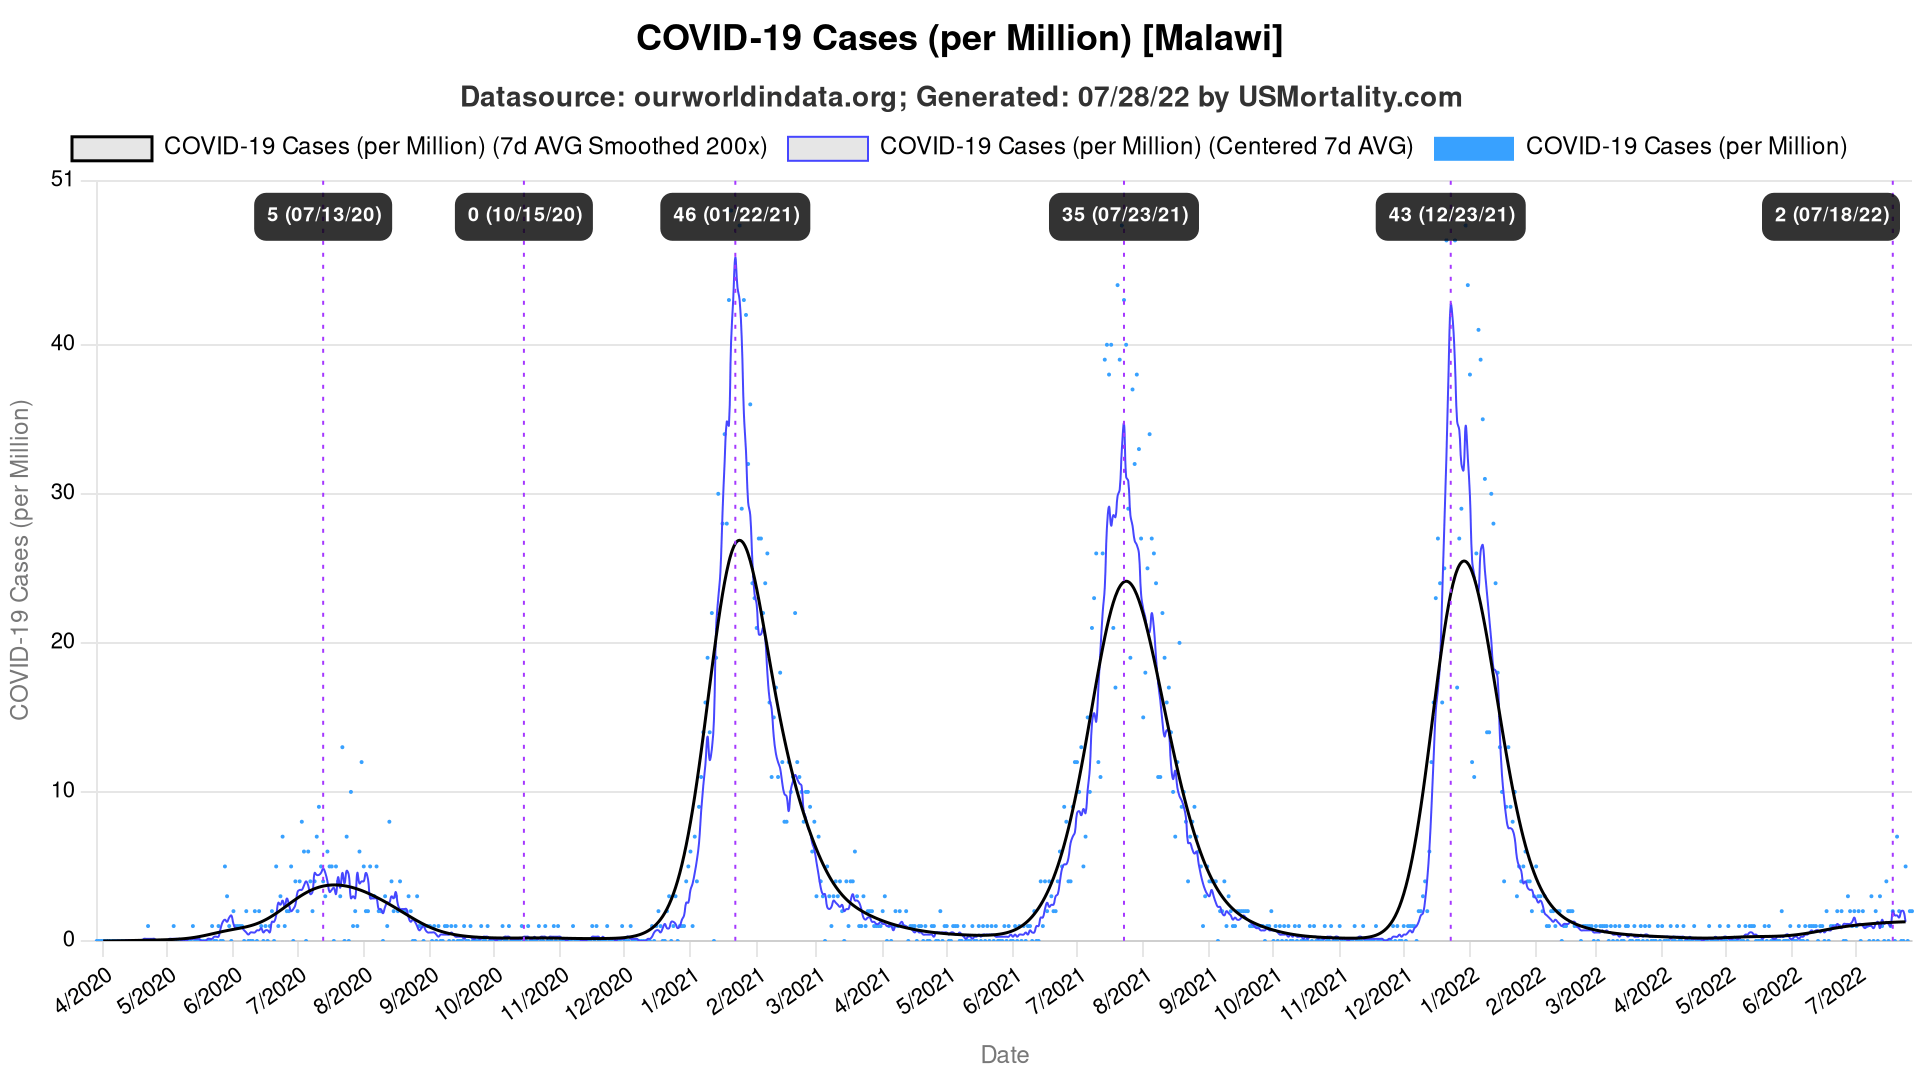 COVID-19 Cases (per Million) [Malawi]
Datasource: ourworldindata.org; Generated: 07/28/22 by USMortality.com
COVID-19 Cases (per Million) (7d AVG Smoothed 200x) COVID-19 Cases (per Million) (Centered 7d AVG) COVID-19 Cases (per Million)
51
5 (07/13/20) 0 (10/15/20) 46 (01/22/21) 35 (07/23/21) 43 (12/23/21) 2 (07/18/22)
40
30
20
10
0
COVID-19 Cases (per Million)
4/2020 5/2020 6/2020 7/2020 8/2020 9/2020 10/2020 11/2020 12/2020 1/2021 2/2021 3/2021 4/2021 5/2021 6/2021 7/2021 8/2021 9/2021 10/2021 11/2021 12/2021 1/2022 2/2022 3/2022 4/2022 5/2022 6/2022 7/2022
Date